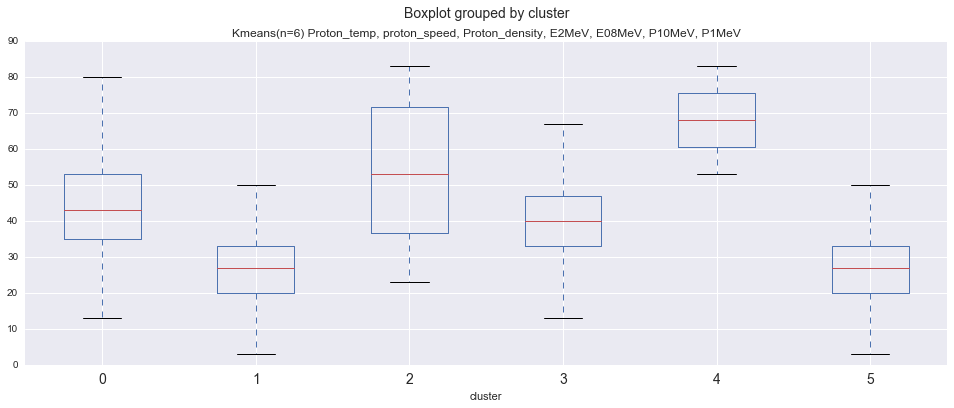 Boxplot grouped by cluster
Kmeans(n=6) Proton_temp, proton_speed, Proton_density, E2MeV, E08MeV, P10MeV, P1MeV
90
80
70
60
50
40
30
20
10
0
0 1 2 3 4 5
cluster